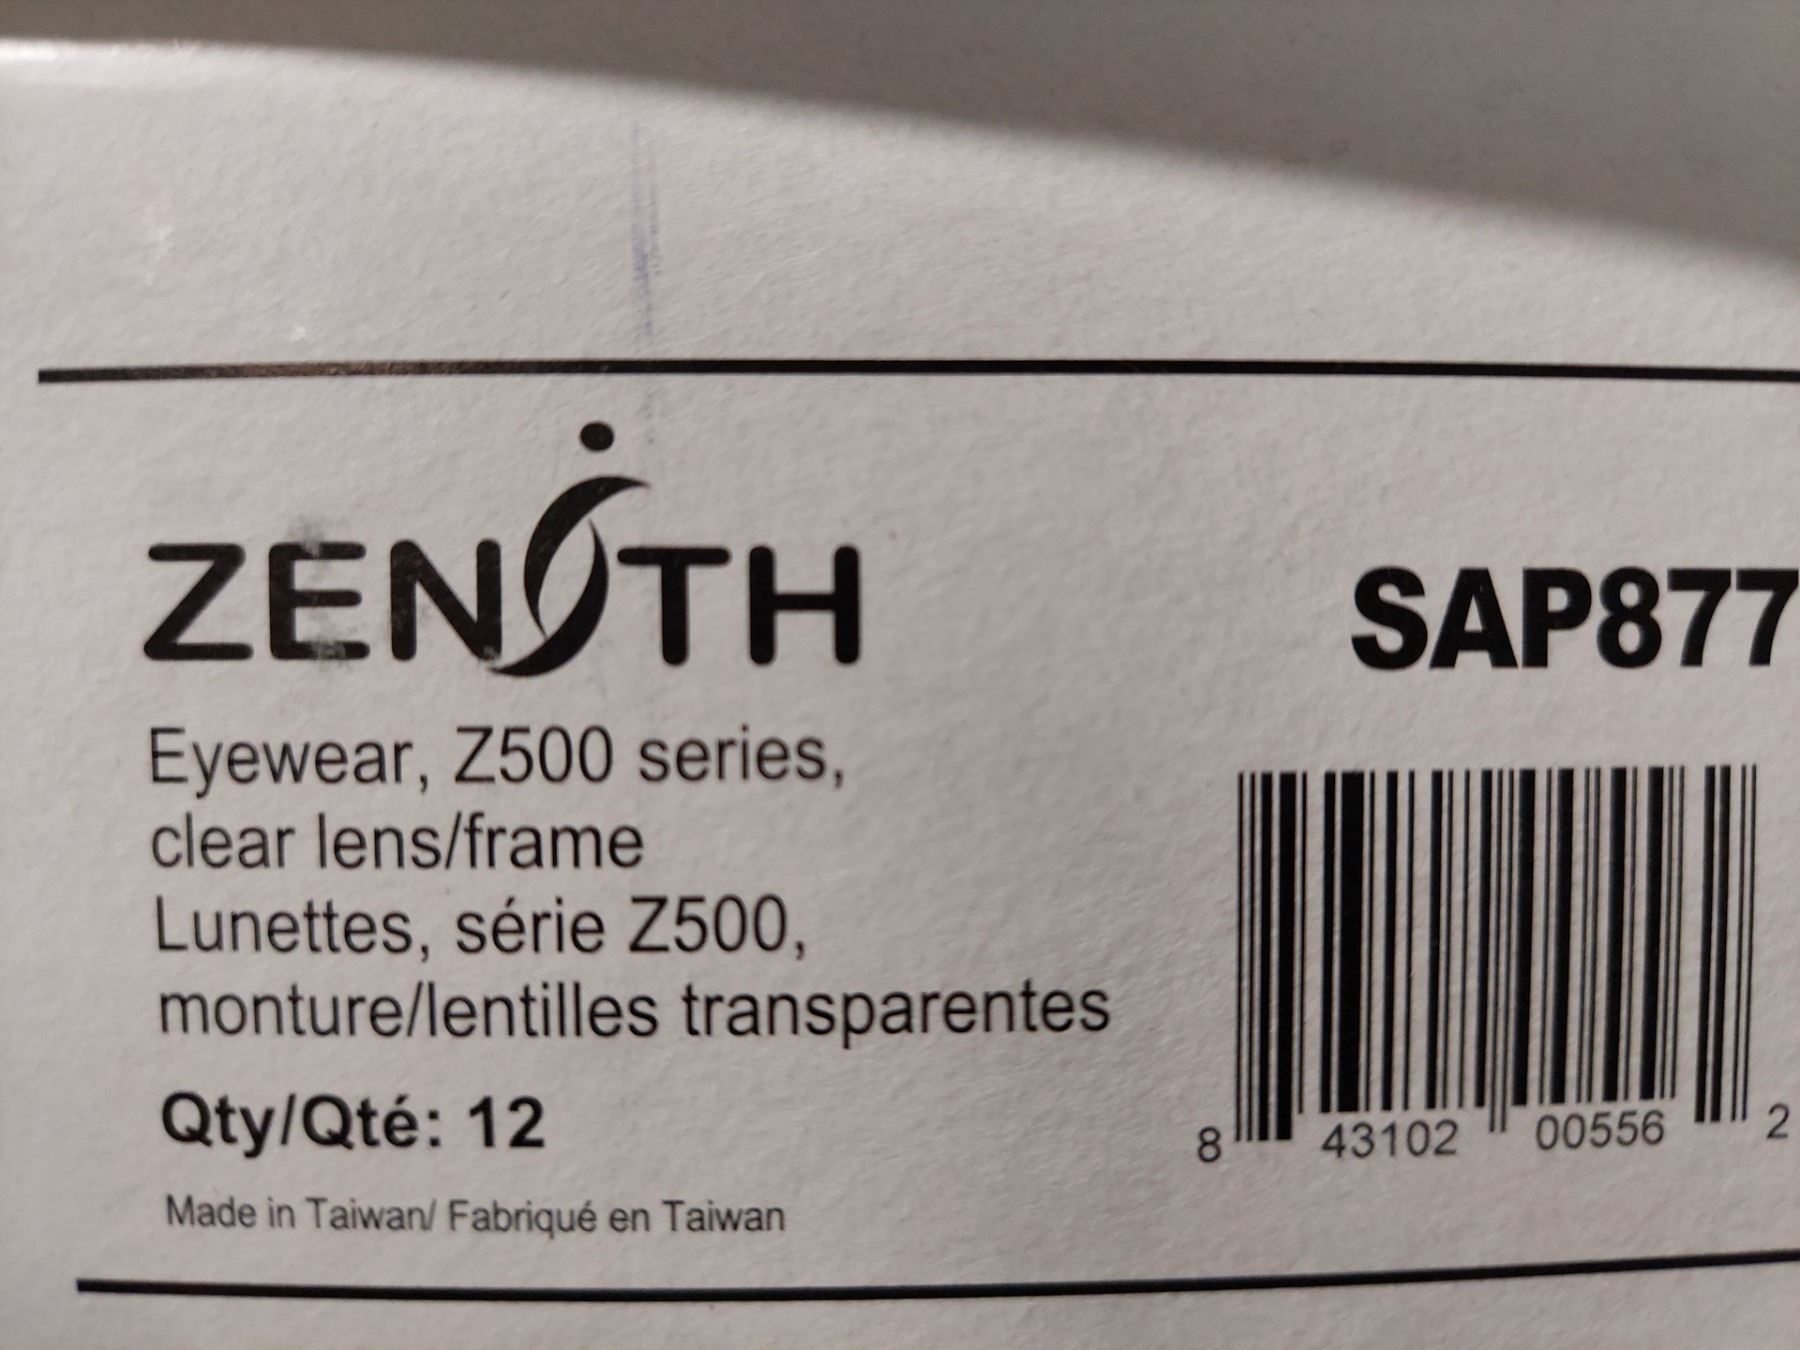 ZENITH
SAP877
Eyewear, Z500 series,
clear lens/frame
Lunettes, série Z500,
monture/lentilles transparentes
Qty/Qté: 12
Made in Taiwan/ Fabriqué en Taiwan
8 43102 00556 2